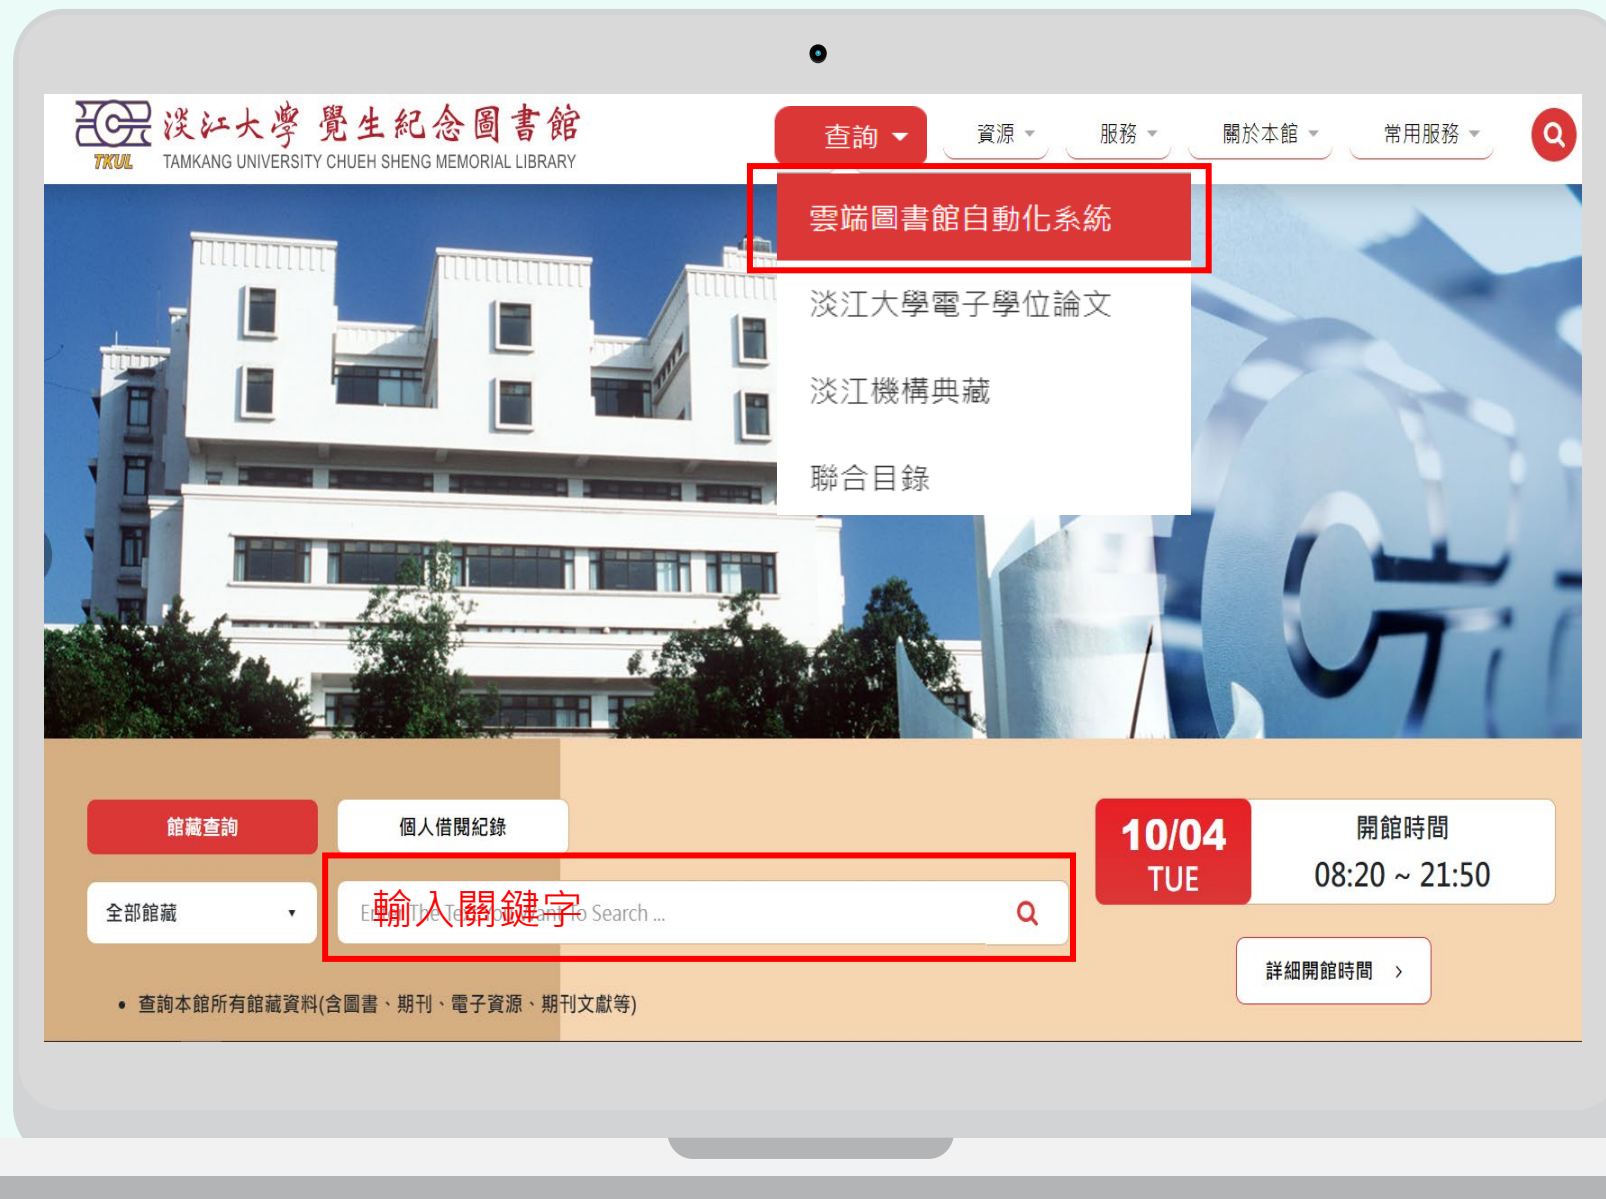 淡江大學 覺生紀念圖書館
TKUL TAMKANG UNIVERSITY CHUEH SHENG MEMORIAL LIBRARY
查詢 資源 服務 關於本館 常用服務
雲端圖書館自動化系統
淡江大學電子學位論文
淡江機構典藏
聯合目錄
館藏查詢 個人借閱紀錄
10/04
TUE
開館時間
08:20 ~ 21:50
全部館藏
輸入關鍵字
Enter The Text You Want To Search ...
詳細開館時間
• 查詢本館所有館藏資料(含圖書、期刊、電子資源、期刊文獻等)